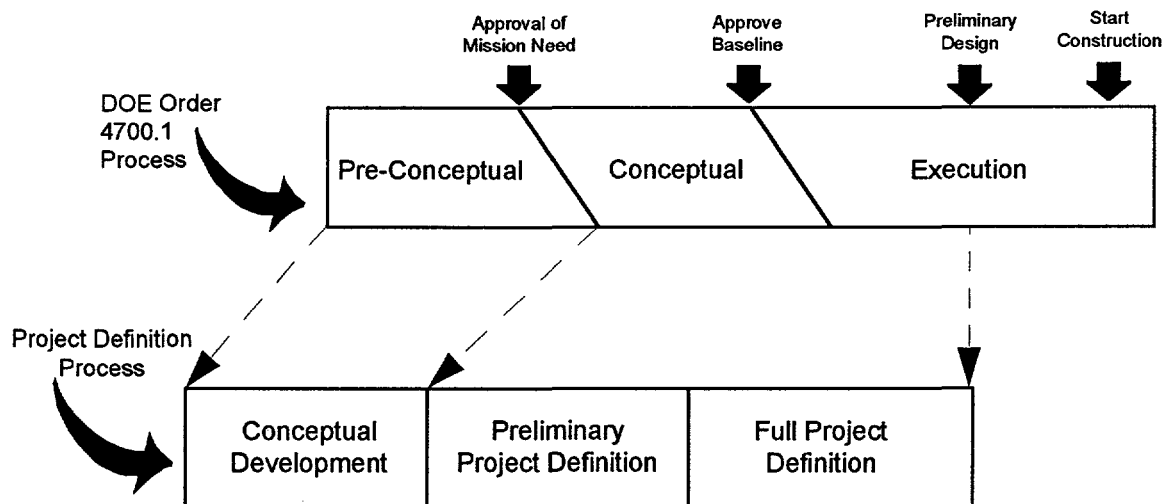 Approval of
Mission Need
Approve
Baseline
Preliminary
Design
Start
Construction
DOE Order
4700.1
Process
Pre-Conceptual
Conceptual
Execution
Project Definition
Process
Conceptual
Development
Preliminary
Project Definition
Full Project
Definition